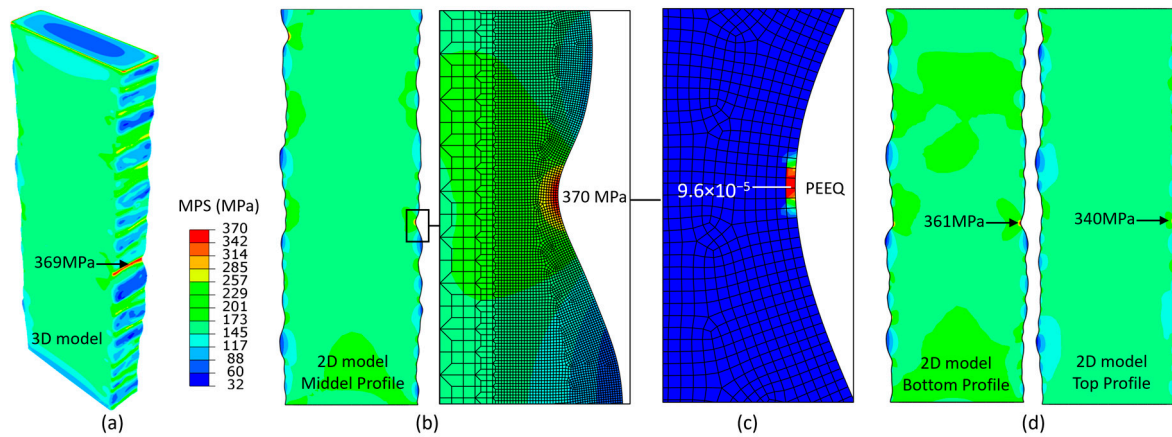 MPS (MPa)
370
342
314
285
257
229
201
173
145
117
88
60
32
369MPa
3D model
(a)
2D model
Middel Profile
370 MPa
(b)
9.6×10⁻⁵
PEEQ
(c)
361MPa
2D model
Bottom Profile
340MPa
2D model
Top Profile
(d)